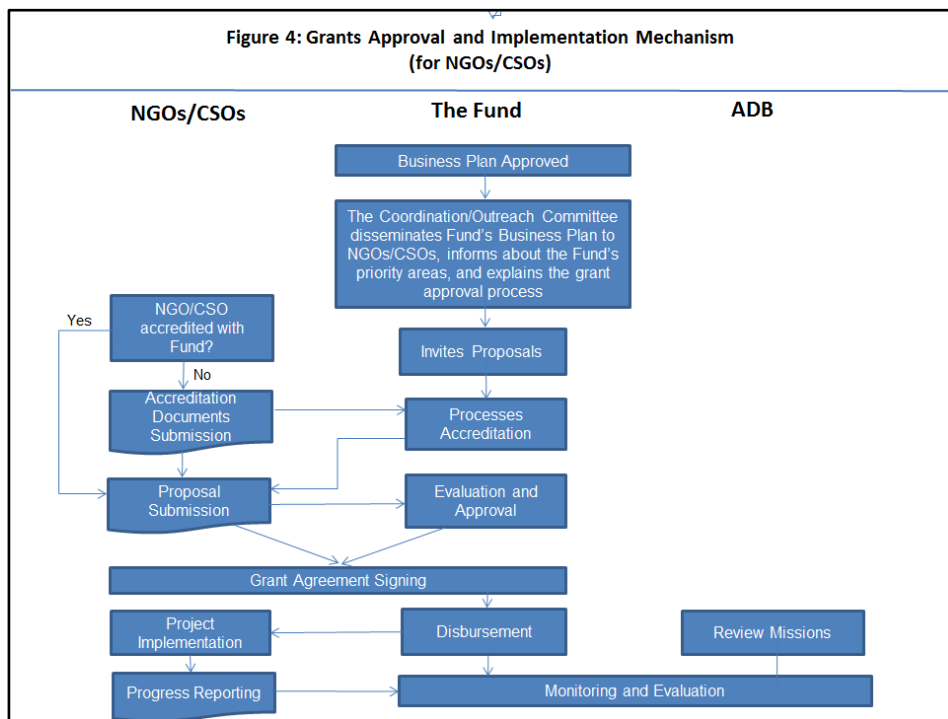 Figure 4: Grants Approval and Implementation Mechanism
(for NGOs/CSOs)
NGOs/CSOs
The Fund
ADB
Business Plan Approved
The Coordination/Outreach Committee
disseminates Fund's Business Plan to
NGOs/CSOs, informs about the Fund's
priority areas, and explains the grant
approval process
NGO/CSO
accredited with
Fund?
Yes
No
Invites Proposals
Accreditation
Documents
Submission
Processes
Accreditation
Proposal
Submission
Evaluation and
Approval
Grant Agreement Signing
Project
Implementation
Disbursement
Review Missions
Progress Reporting
Monitoring and Evaluation